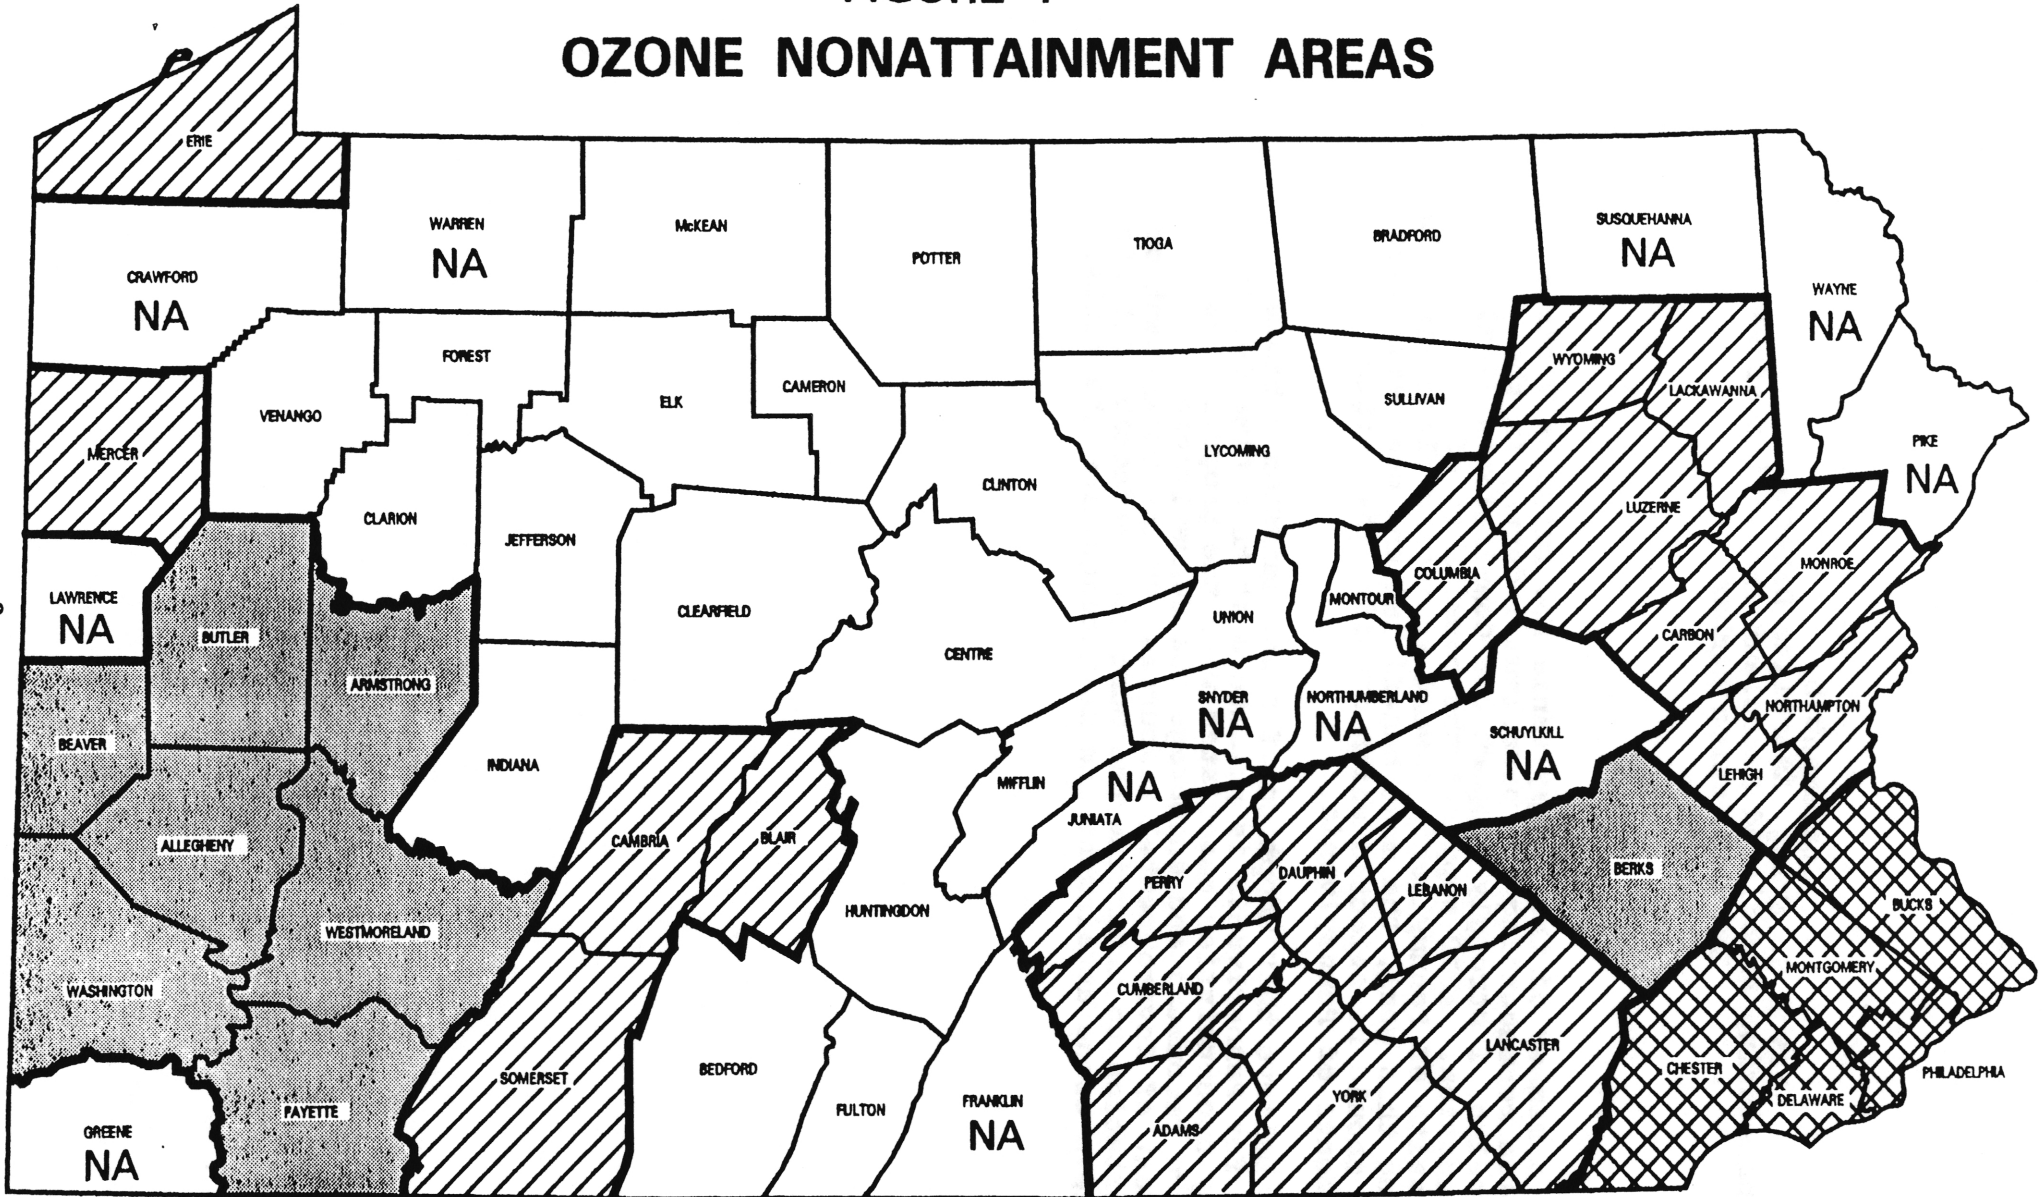 FIGURE 1
OZONE NONATTAINMENT AREAS
ERIE
WARREN
NA
McKEAN
POTTER
TIOGA
BRADFORD
SUSQUEHANNA
NA
CRAWFORD
NA
WAYNE
NA
FOREST
VENANGO
ELK
CAMERON
SULLIVAN
WYOMING
LACKAWANNA
MERCER
LYCOMING
PIKE
NA
CLINTON
CLARION
JEFFERSON
LUZERNE
MONROE
COLUMBIA
LAWRENCE
NA
BUTLER
CLEARFIELD
UNION
MONTOUR
CARBON
CENTRE
ARMSTRONG
SNYDER
NA
NORTHUMBERLAND
NA
NORTHAMPTON
BEAVER
SCHUYLKILL
NA
INDIANA
MIFFLIN
NA
JUNIATA
LEHIGH
ALLEGHENY
CAMBRIA
BLAIR
PERRY
DAUPHIN
LEBANON
BERKS
HUNTINGDON
BUCKS
WESTMORELAND
MONTGOMERY
WASHINGTON
CUMBERLAND
LANCASTER
CHESTER
PHILADELPHIA
SOMERSET
BEDFORD
FULTON
FRANKLIN
NA
YORK
DELAWARE
FAYETTE
ADAMS
GREENE
NA